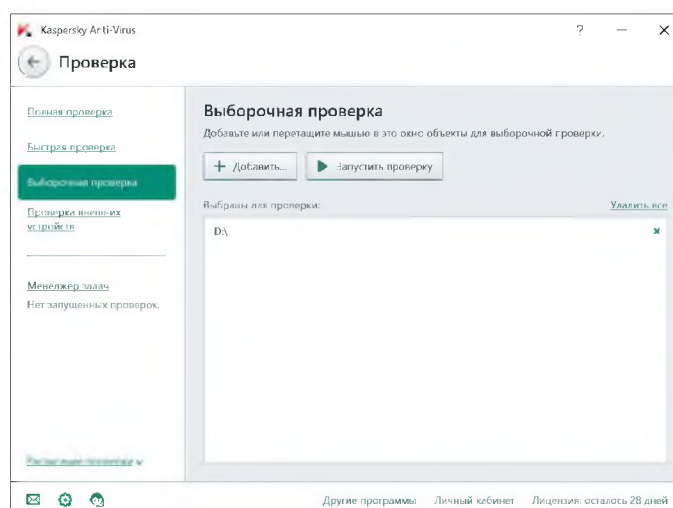 Kaspersky Anti-Virus
?
Проверка
Полная проверка
Быстрая проверка
Выборочная проверка
Проверка внешних
устройств
Менеджер задач
Нет запущенных проверок.
Расписание проверки
Выборочная проверка
Добавьте или перетащите мышью в это окно объекты для выборочной проверки.
Добавить...
Запустить проверку
Выбраны для проверки:
Удалить все
D:\
Другие программы
Личный кабинет
Лицензия: осталось 28 дней